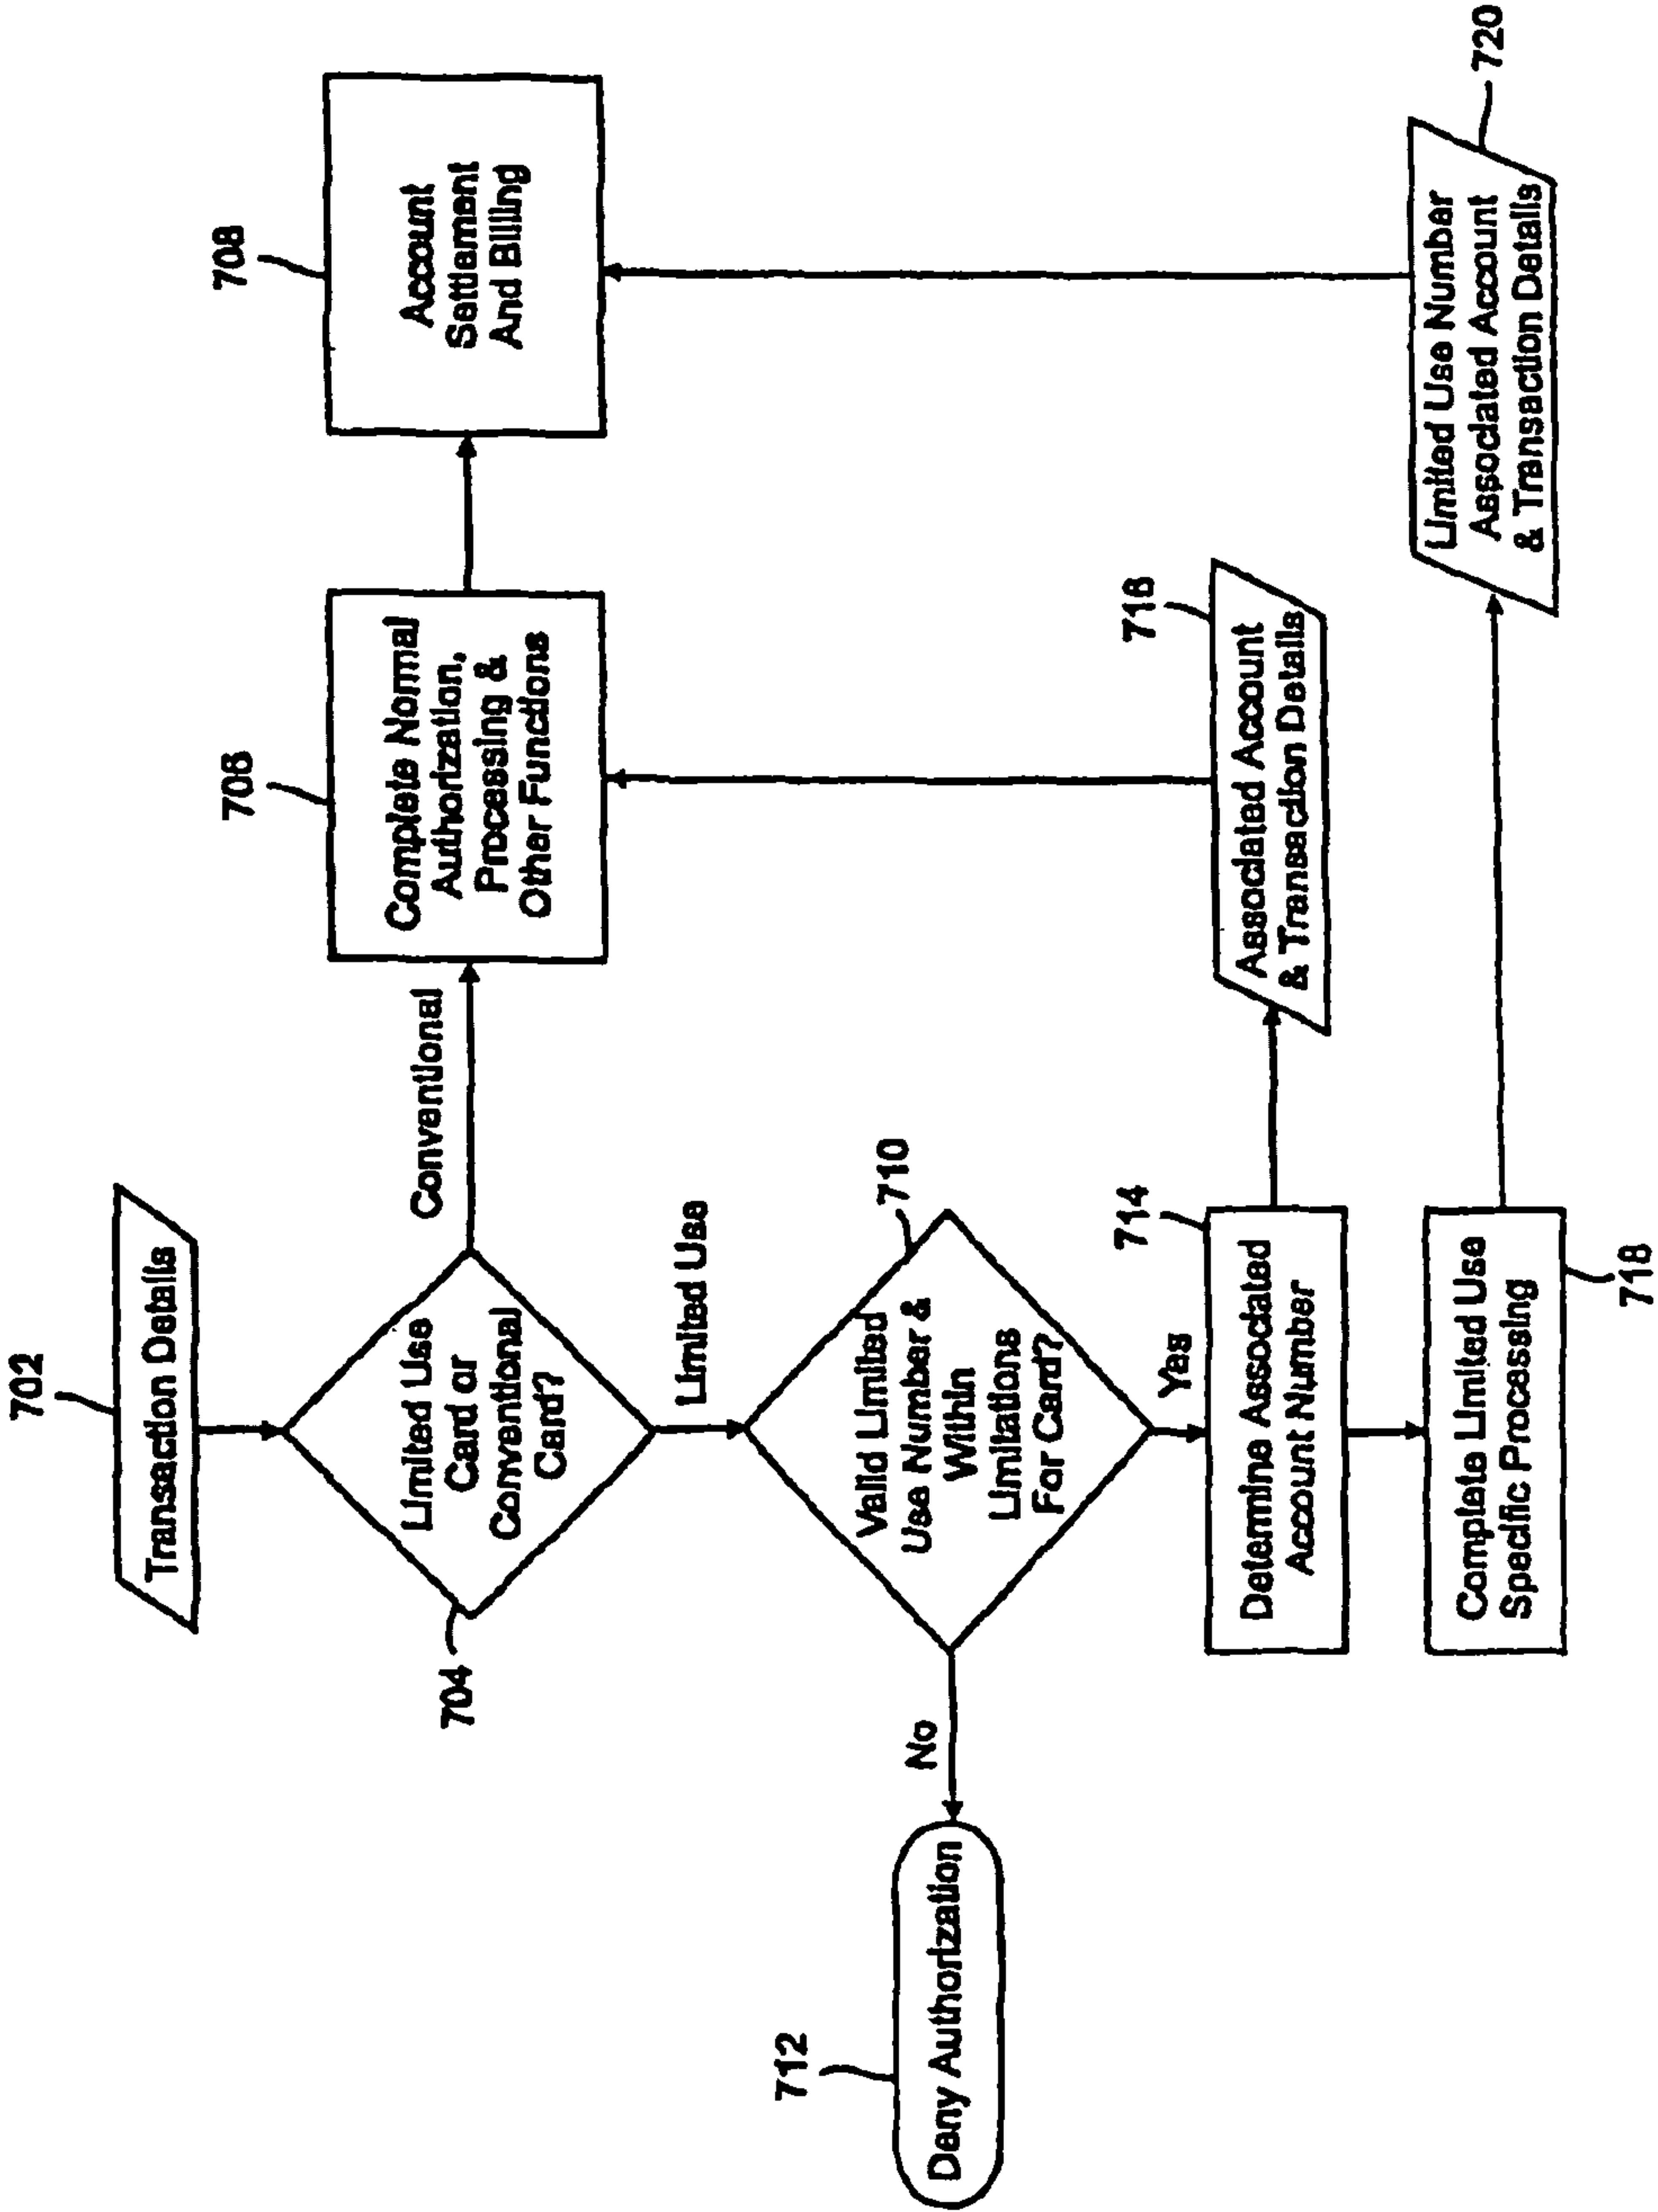 702
Transaction Details
704
Limited Use
Card or
Conventional
Card?
Conventional
706
Complete Normal
Authorization,
Processing &
Other Functions
708
Account
Settlement
And Billing
Limited Use
710
Valid Limited
Use Number &
Within
Limitations
For Card?
No
712
Deny Authorization
Yes
714
Determine Associated
Account Number
716
Associated Account
& Transaction Details
Complete Limited Use
Specific Processing
718
Limited Use Number
Associated Account
& Transaction Details
720